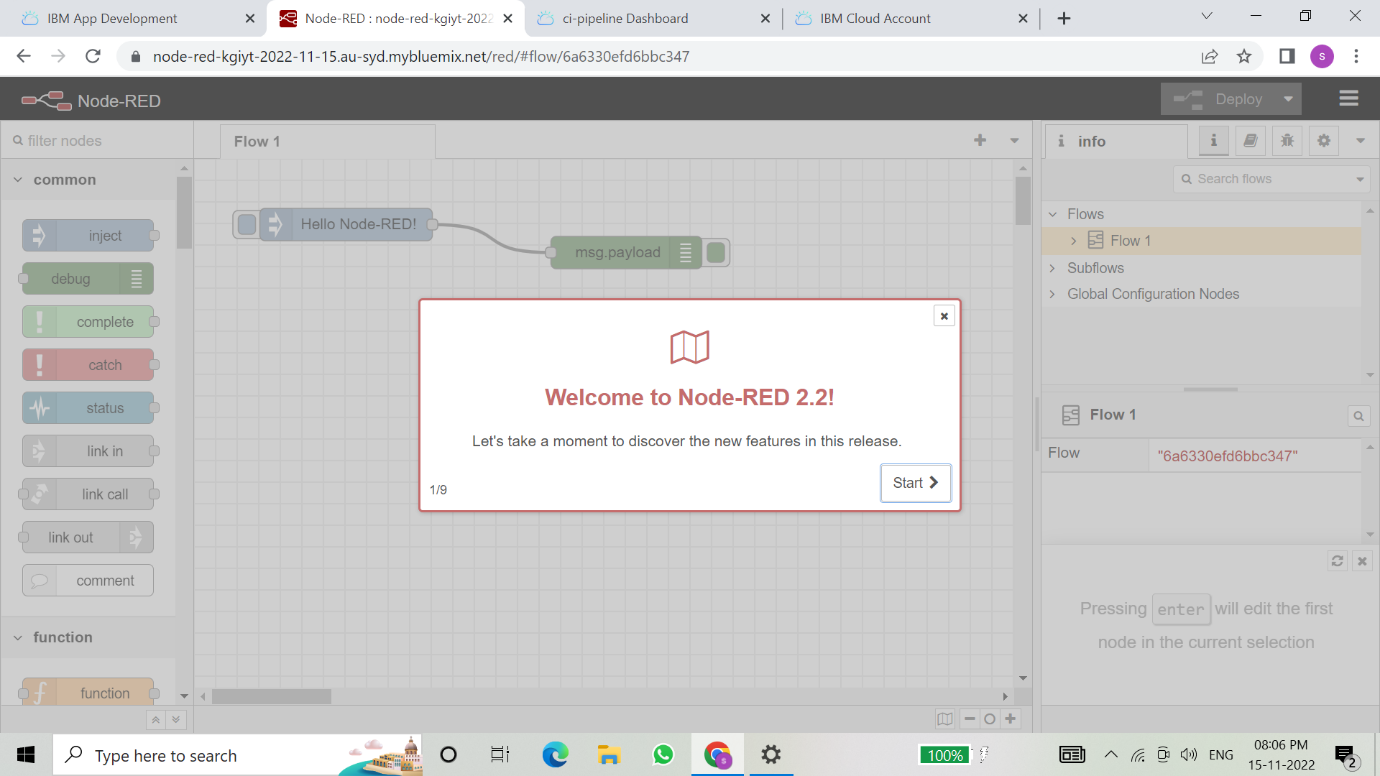 IBM App Development
Node-RED : node-red-kgiyt-2022
ci-pipeline Dashboard
IBM Cloud Account
node-red-kgiyt-2022-11-15.au-syd.mybluemix.net/red/#flow/6a6330efd6bbc347
s
Node-RED
Deploy
filter nodes
Flow 1
i info
i
Search flows
common
inject
debug
complete
catch
status
link in
link call
link out
comment
function
function
Hello Node-RED!
msg.payload
Welcome to Node-RED 2.2!
Let's take a moment to discover the new features in this release.
1/9
Start
Flows
Flow 1
Subflows
Global Configuration Nodes
Flow 1
Flow "6a6330efd6bbc347"
Pressing enter will edit the first
node in the current selection
Type here to search
s
100%
ENG
08:06 PM
15-11-2022
2